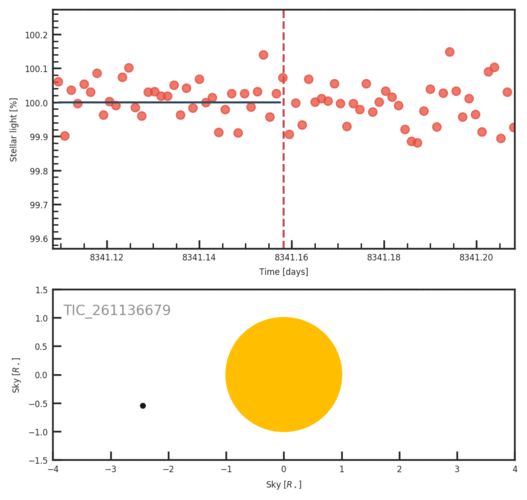 100.2
100.1
100.0
99.9
99.8
99.7
99.6
Stellar light [%]
8341.12 8341.14 8341.16 8341.18 8341.20
Time [days]
TIC_261136679
1.5
1.0
0.5
0.0
−0.5
−1.0
−1.5
Sky [R⋆]
−4 −3 −2 −1 0 1 2 3 4
Sky [R⋆]